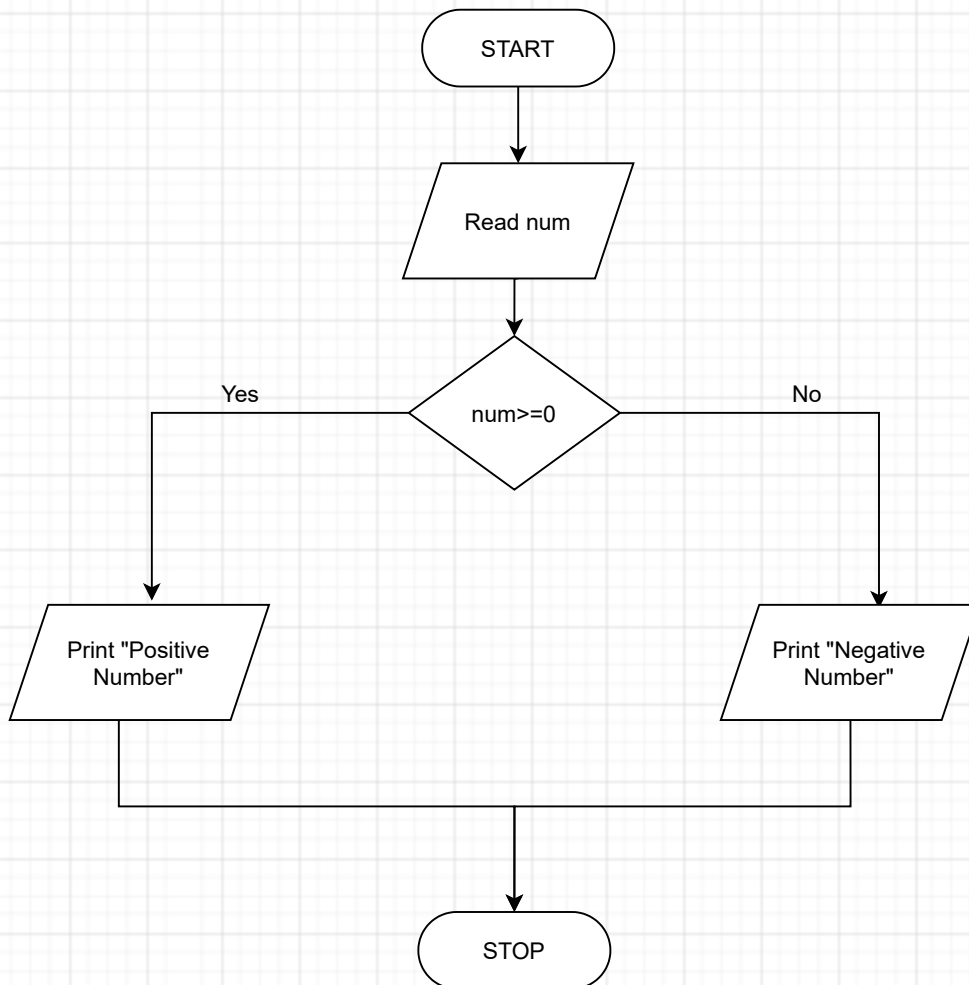 START
Read num
num>=0
Yes
No
Print "Positive
Number"
Print "Negative
Number"
STOP